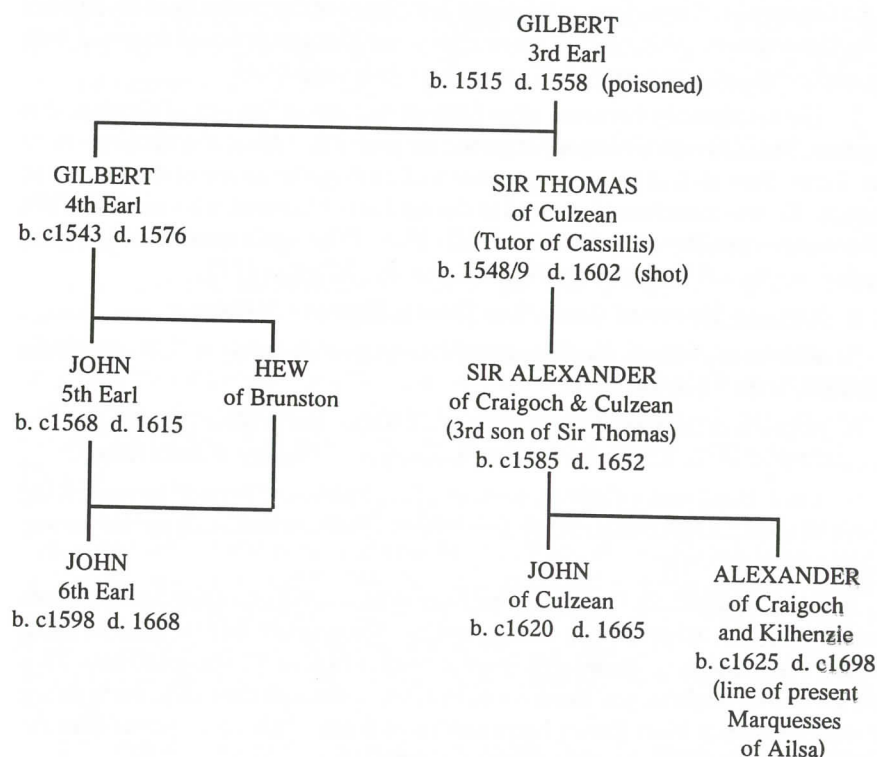 GILBERT
3rd Earl
b. 1515 d. 1558 (poisoned)
GILBERT
4th Earl
b. c1543 d. 1576
SIR THOMAS
of Culzean
(Tutor of Cassillis)
b. 1548/9 d. 1602 (shot)
JOHN
5th Earl
b. c1568 d. 1615
HEW
of Brunston
SIR ALEXANDER
of Craigoch & Culzean
(3rd son of Sir Thomas)
b. c1585 d. 1652
JOHN
6th Earl
b. c1598 d. 1668
JOHN
of Culzean
b. c1620 d. 1665
ALEXANDER
of Craigoch
and Kilhenzie
b. c1625 d. c1698
(line of present
Marquesses
of Ailsa)